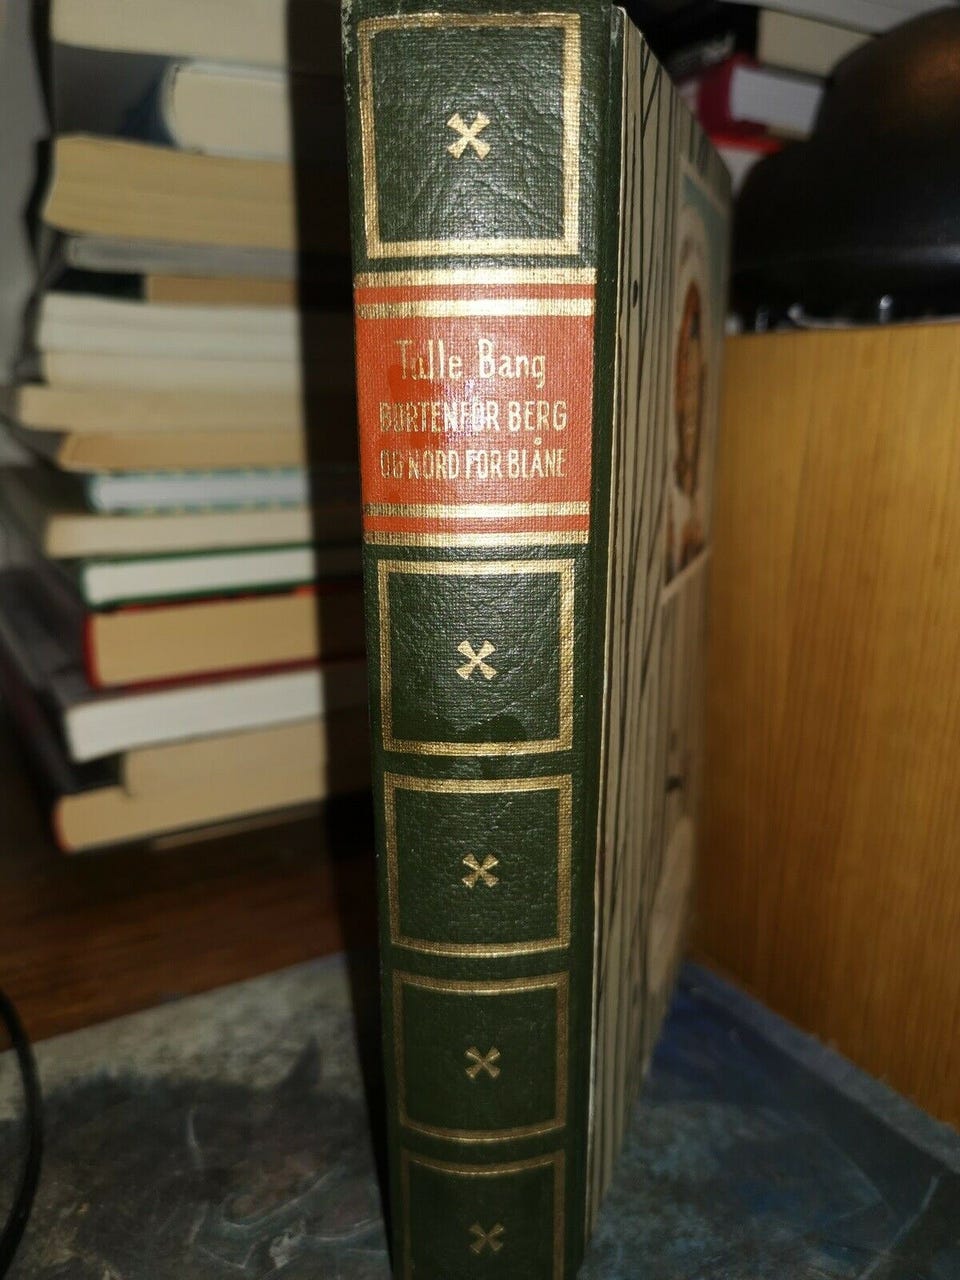 Tulle Bang
BORTENFOR BERG
OG NORD FOR BLÅNE